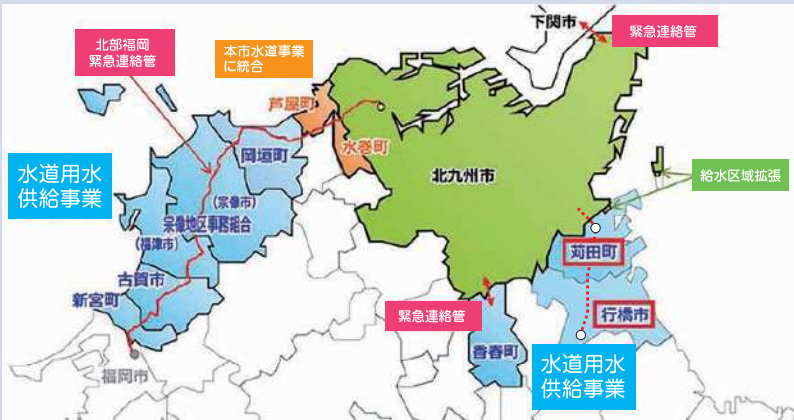 下関市
緊急連絡管
北部福岡
緊急連絡管
本市水道事業
に統合
芦屋町
水巻町
岡垣町
水道用水
供給事業
北九州市
給水区域拡張
(宗像市)
宗像地区事務組合
(福津市)
古賀市
新宮町
福岡市
苅田町
行橋市
緊急連絡管
香春町
水道用水
供給事業